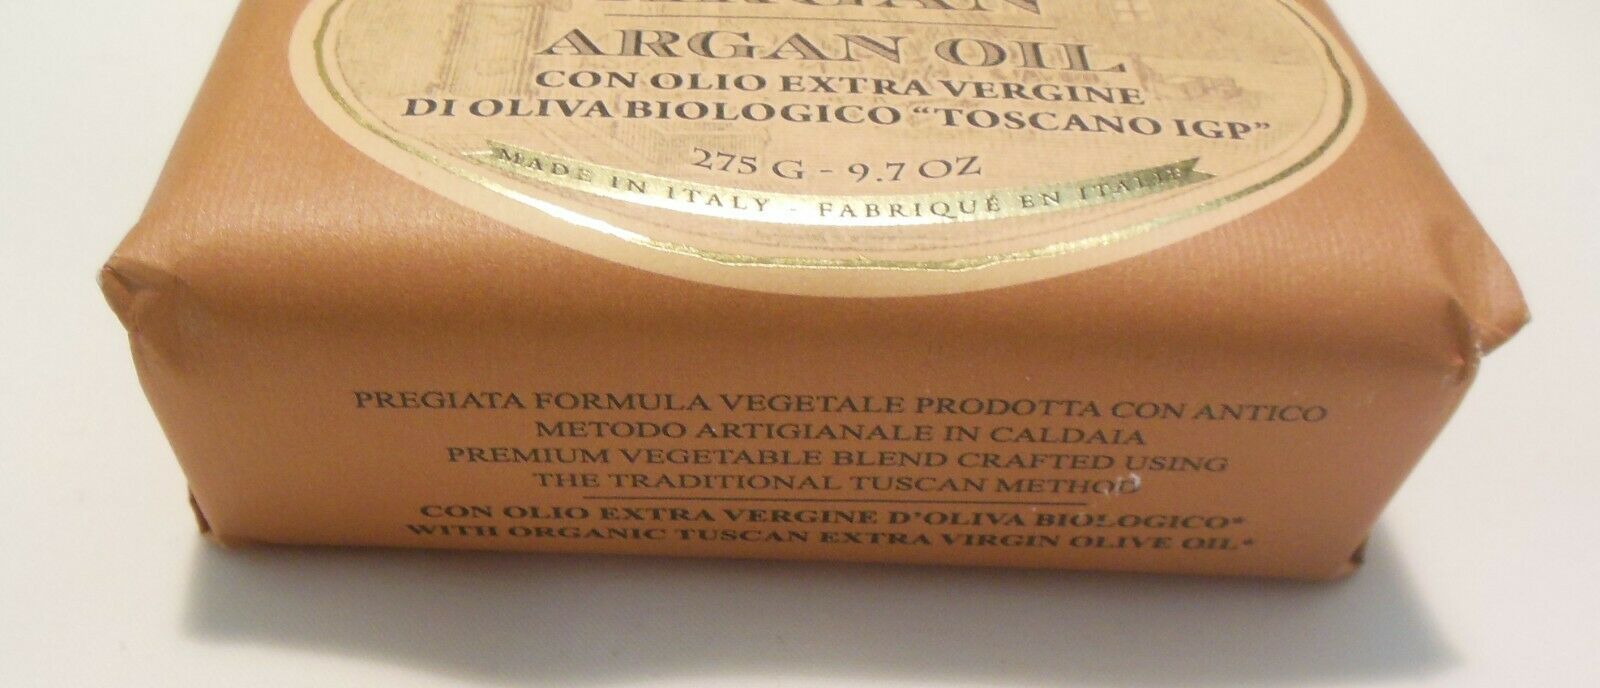 ARGAN
ARGAN OIL
CON OLIO EXTRA VERGINE
DI OLIVA BIOLOGICO “TOSCANO IGP”
275 G - 9.7 OZ
MADE IN ITALY - FABRIQUÉ EN ITALIE
PREGIATA FORMULA VEGETALE PRODOTTA CON ANTICO
METODO ARTIGIANALE IN CALDAIA
PREMIUM VEGETABLE BLEND CRAFTED USING
THE TRADITIONAL TUSCAN METHOD
CON OLIO EXTRA VERGINE D'OLIVA BIOLOGICO*
WITH ORGANIC TUSCAN EXTRA VIRGIN OLIVE OIL*